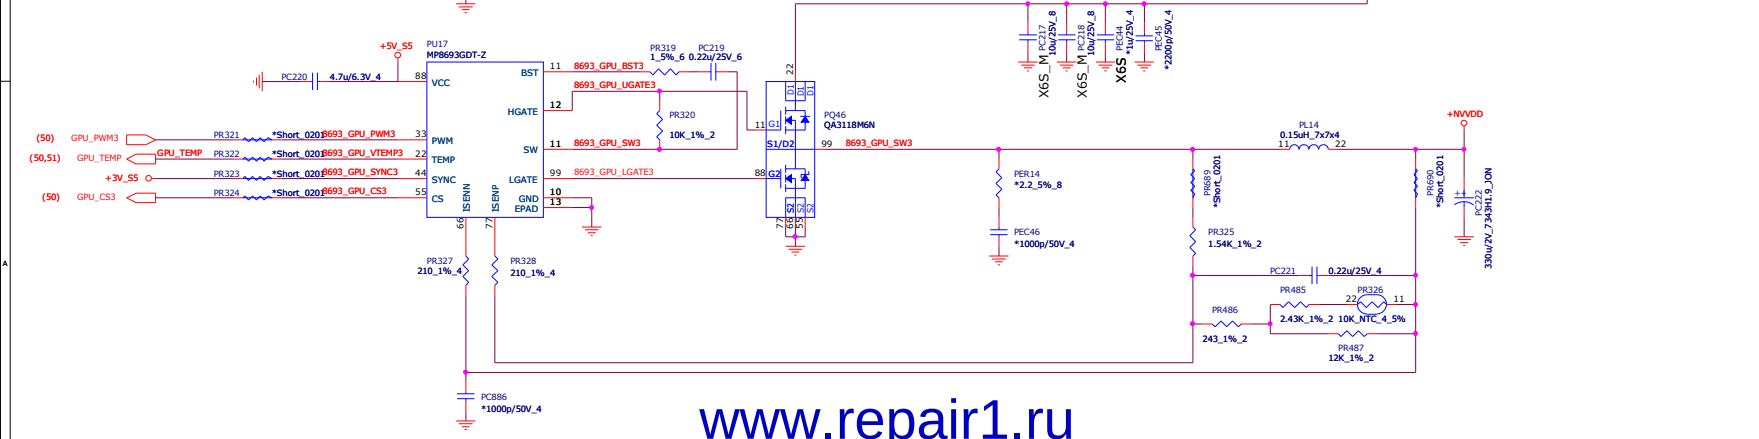 PC217
10u/25V_8
X6S_M
PC218
10u/25V_8
X6S_M
PEC44
*1u/25V_4
X6S
PEC45
*2200p/50V_4
+5V_S5
PU17
MP8693GDT-Z
PC220 4.7u/6.3V_4
88 VCC
BST 11 8693_GPU_BST3
PR319
1_5%_6
PC219
0.22u/25V_6
8693_GPU_UGATE3
HGATE 12
PR320
10K_1%_2
22
D1 D1 D1
PQ46
QA3118M6N
11 G1
S1/D2 99 8693_GPU_SW3
(50) GPU_PWM3 PR321 *Short_0201 8693_GPU_PWM3 33 PWM
SW 11 8693_GPU_SW3
(50,51) GPU_TEMP GPU_TEMP PR322 *Short_0201 8693_GPU_VTEMP3 22 TEMP
+3V_S5 PR323 *Short_0201 8693_GPU_SYNC3 44 SYNC
LGATE 99 8693_GPU_LGATE3
88 G2
(50) GPU_CS3 PR324 *Short_0201 8693_GPU_CS3 55 CS
GND 10
EPAD 13
ISENN
ISENP
66
77
S2 S2 S2
77 66 55
PL14
0.15uH_7x7x4
11 22
+NVVDD
PER14
*2.2_5%_8
PEC46
*1000p/50V_4
PR689
*Short_0201
PR690
*Short_0201
PC222
330u/2V_7343H1.9_JON
++
PR325
1.54K_1%_2
PR327
210_1%_4
PR328
210_1%_4
PC221 0.22u/25V_4
PR485
2.43K_1%_2
22 PR326 11
10K_NTC_4_5%
PR486
243_1%_2
PR487
12K_1%_2
PC886
*1000p/50V_4
A
www.repair1.ru